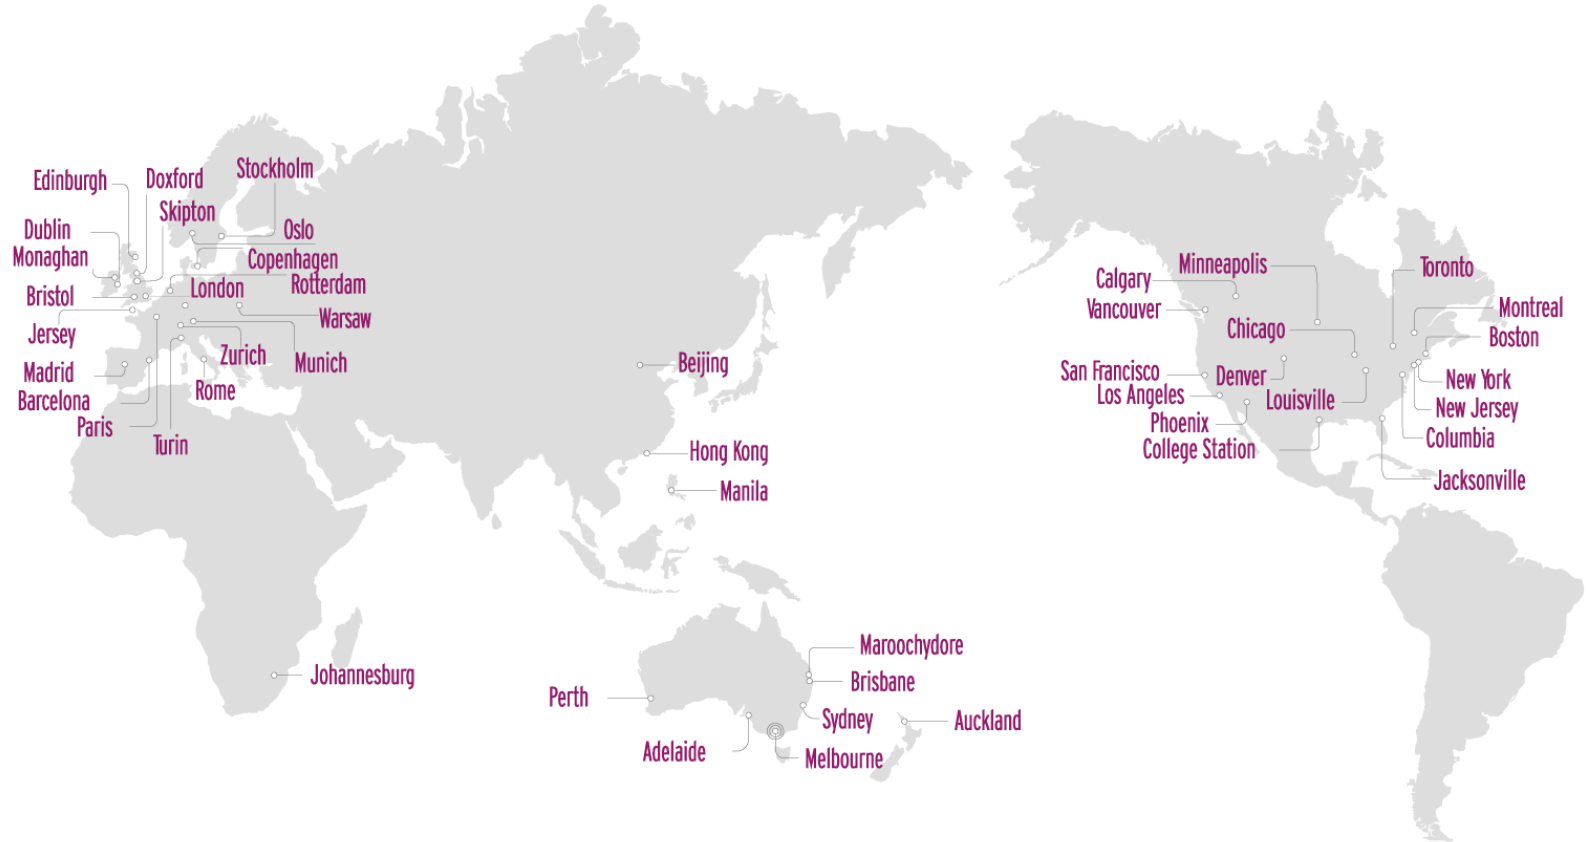 Edinburgh
Doxford
Stockholm
Skipton
Dublin
Oslo
Monaghan
Copenhagen
Rotterdam
London
Bristol
Warsaw
Jersey
Zurich
Munich
Madrid
Rome
Barcelona
Paris
Turin
Beijing
Hong Kong
Manila
Johannesburg
Maroochydore
Brisbane
Perth
Sydney
Auckland
Adelaide
Melbourne
Minneapolis
Toronto
Calgary
Vancouver
Montreal
Chicago
Boston
San Francisco
Denver
New York
Los Angeles
Louisville
New Jersey
Phoenix
Columbia
College Station
Jacksonville